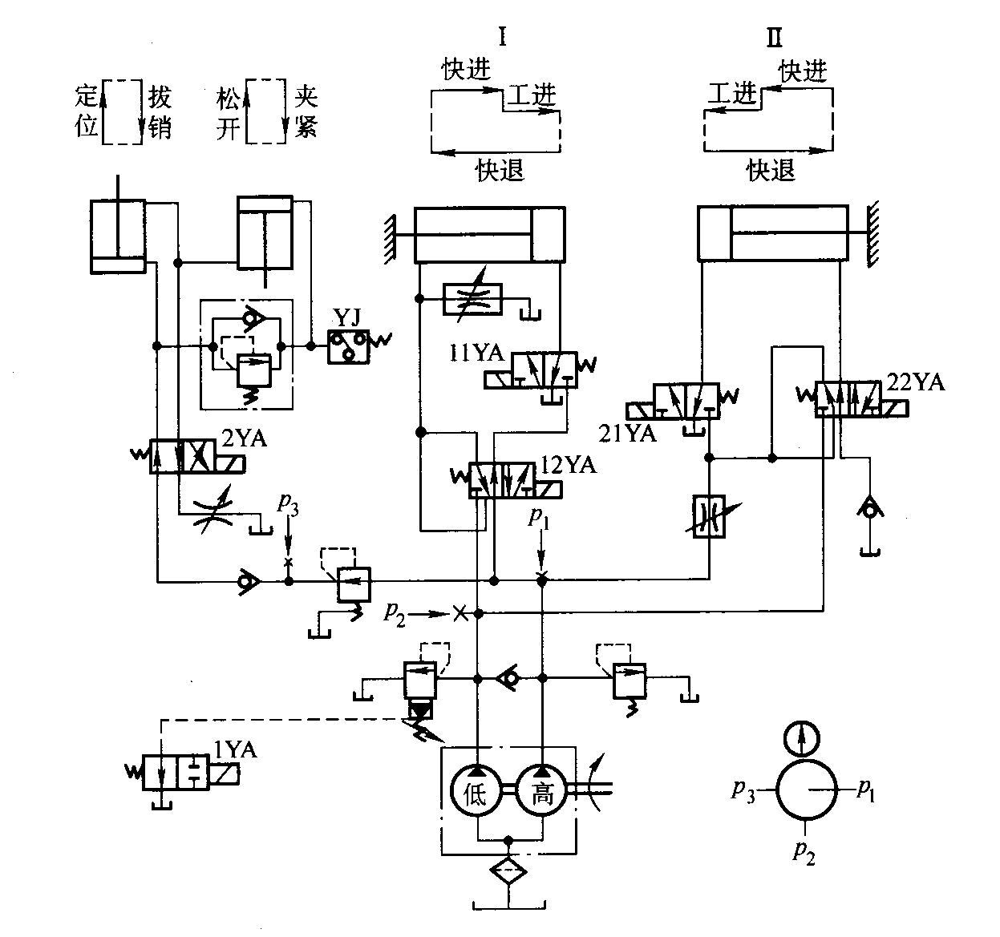 Ⅰ
Ⅱ
快进
工进
快退
快进
工进
快退
定位
拔销
松开
夹紧
YJ
11YA
22YA
21YA
2YA
12YA
p3
p1
p2
1YA
低
高
p3
p1
p2